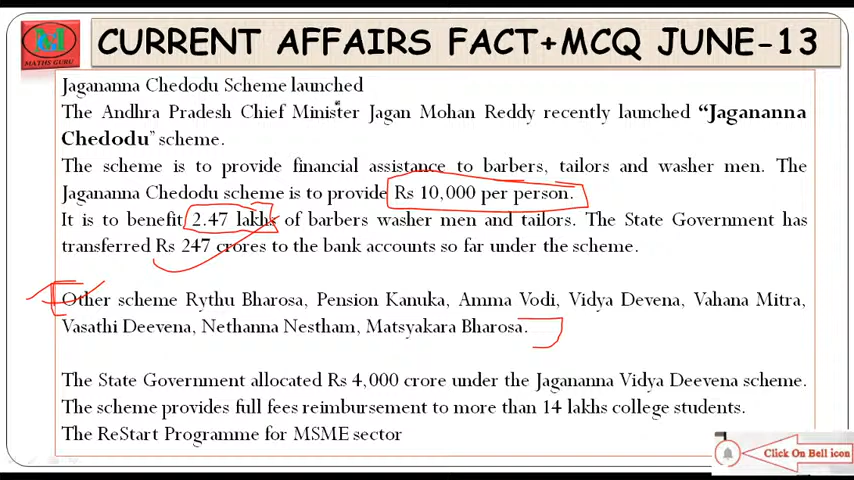 CURRENT AFFAIRS FACT+MCQ JUNE-13
MATHS GURU
Jagananna Chedodu Scheme launched
The Andhra Pradesh Chief Minister Jagan Mohan Reddy recently launched “Jagananna
Chedodu” scheme.
The scheme is to provide financial assistance to barbers, tailors and washer men. The
Jagananna Chedodu scheme is to provide Rs 10,000 per person.
It is to benefit 2.47 lakhs of barbers washer men and tailors. The State Government has
transferred Rs 247 crores to the bank accounts so far under the scheme.
Other scheme Rythu Bharosa, Pension Kanuka, Amma Vodi, Vidya Devena, Vahana Mitra,
Vasathi Deevena, Nethanna Nestham, Matsyakara Bharosa.
The State Government allocated Rs 4,000 crore under the Jagananna Vidya Deevena scheme.
The scheme provides full fees reimbursement to more than 14 lakhs college students.
The ReStart Programme for MSME sector
Click On Bell icon